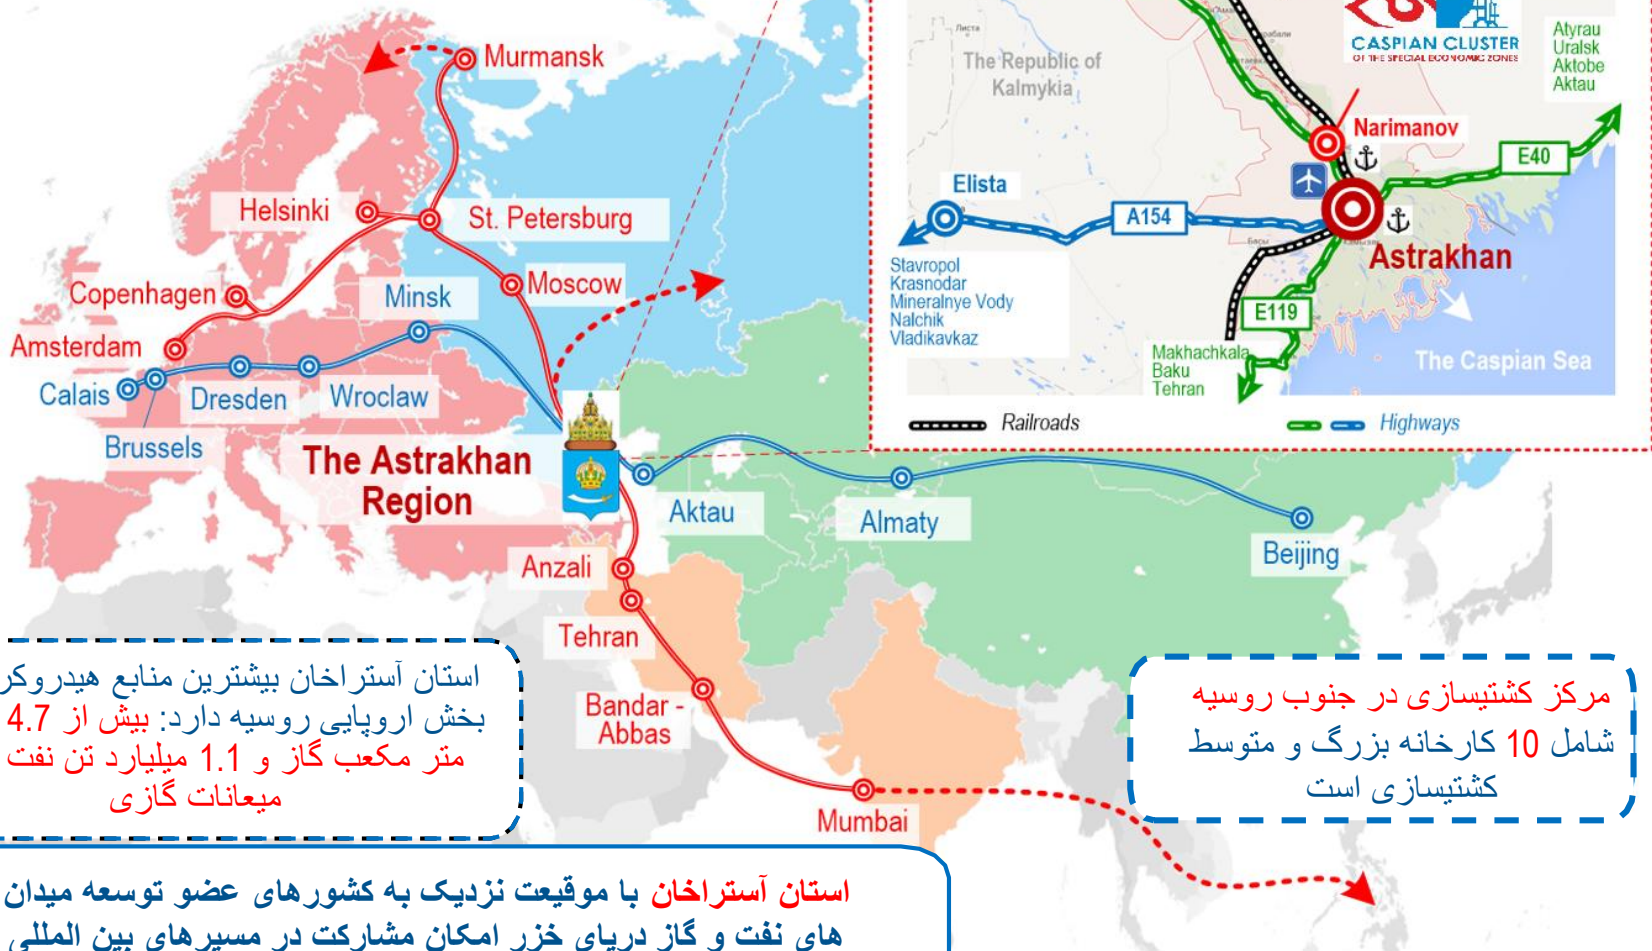 Murmansk
Helsinki
St. Petersburg
Copenhagen
Moscow
Minsk
Amsterdam
Calais
Dresden
Wroclaw
Brussels
The Astrakhan
Region
Aktau
Almaty
Beijing
Anzali
Tehran
Bandar -
Abbas
Mumbai
CASPIAN CLUSTER
OF THE SPECIAL ECONOMIC ZONES
Atyrau
Uralsk
Aktobe
Aktau
The Republic of
Kalmykia
Narimanov
E40
Elista
A154
Astrakhan
Stavropol
Krasnodar
Mineralnye Vody
Nalchik
Vladikavkaz
E119
Makhachkala
Baku
Tehran
The Caspian Sea
Railroads
Highways
استان آستراخان بیشترین منابع هیدروکر
بخش اروپایی روسیه دارد: بیش از 4.7
متر مکعب گاز و 1.1 میلیارد تن نفت
میعانات گازی
مرکز کشتیسازی در جنوب روسیه
شامل 10 کارخانه بزرگ و متوسط
کشتیسازی است
استان آستراخان با موقیعت نزدیک به کشورهای عضو توسعه میدان
های نفت و گاز دریای خزر امکان مشارکت در مسیرهای بین المللی